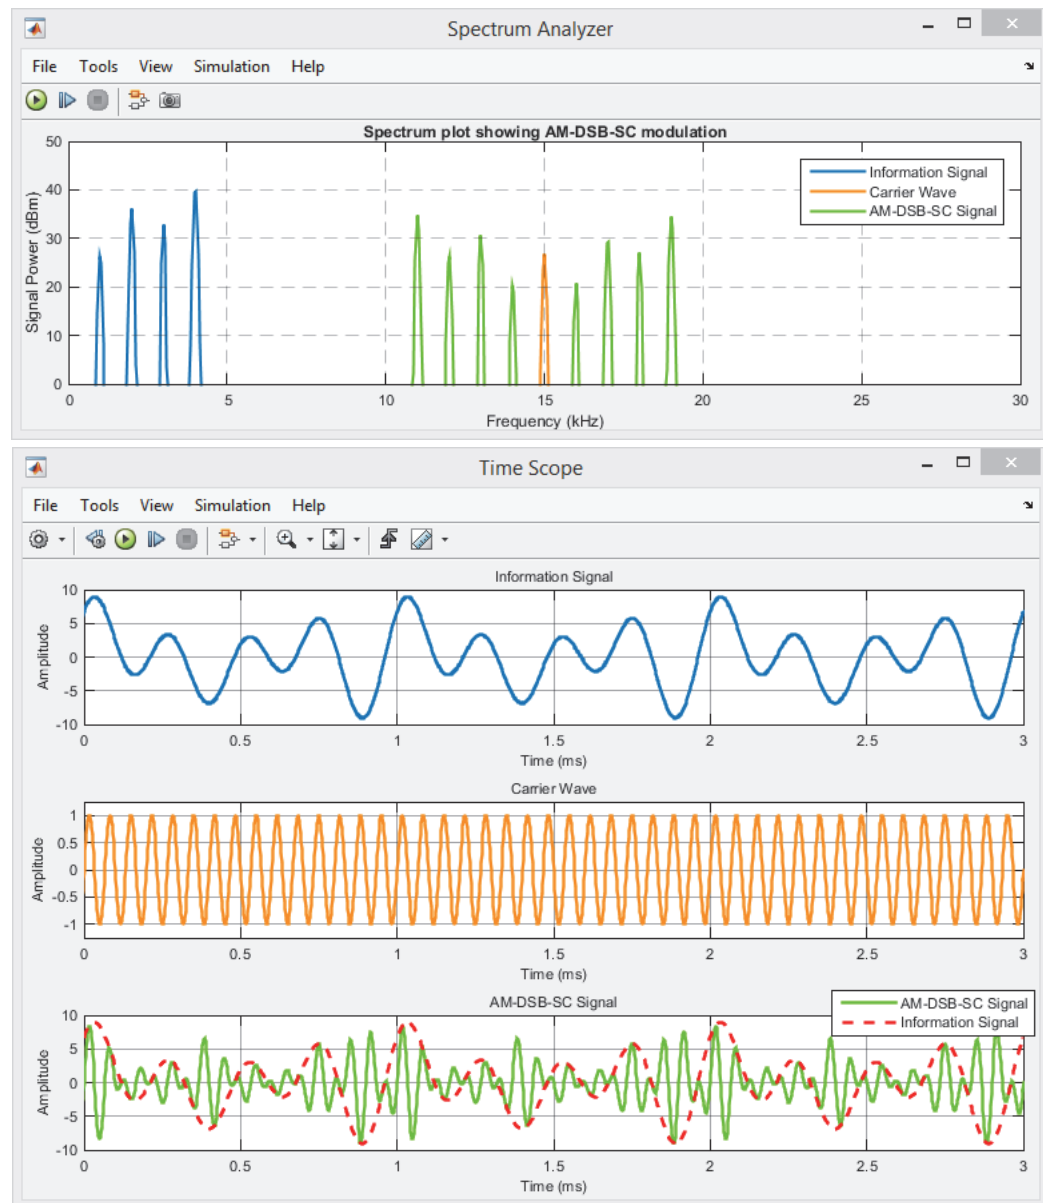 Spectrum Analyzer
File Tools View Simulation Help
Spectrum plot showing AM-DSB-SC modulation
50
40
30
20
10
0
Signal Power (dBm)
Information Signal
Carrier Wave
AM-DSB-SC Signal
0 5 10 15 20 25 30
Frequency (kHz)
Time Scope
File Tools View Simulation Help
Information Signal
10
5
0
-5
-10
Amplitude
0 0.5 1 1.5 2 2.5 3
Time (ms)
Carrier Wave
1
0.5
0
-0.5
-1
Amplitude
0 0.5 1 1.5 2 2.5 3
Time (ms)
AM-DSB-SC Signal
AM-DSB-SC Signal
Information Signal
10
5
0
-5
-10
Amplitude
0 0.5 1 1.5 2 2.5 3
Time (ms)